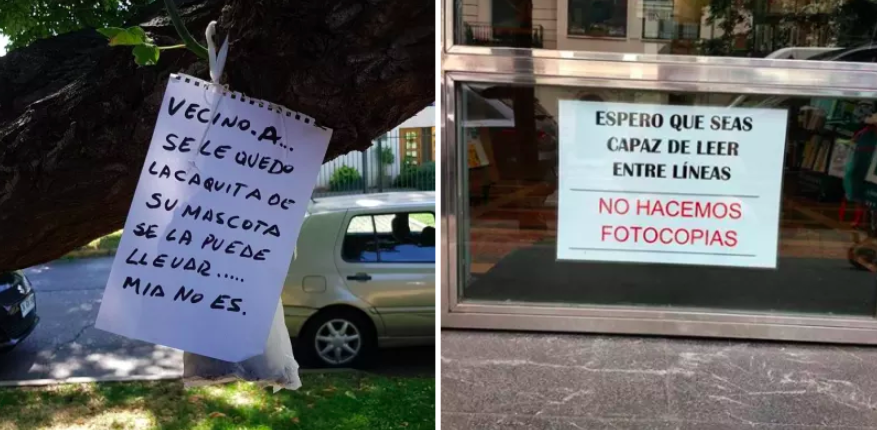 VECINO.A...
SE LE QUEDO
LA CAQUITA DE
SU MASCOTA
SE LA PUEDE
LLEVAR.....
MIA NO ES.
ESPERO QUE SEAS
CAPAZ DE LEER
ENTRE LÍNEAS
NO HACEMOS
FOTOCOPIAS